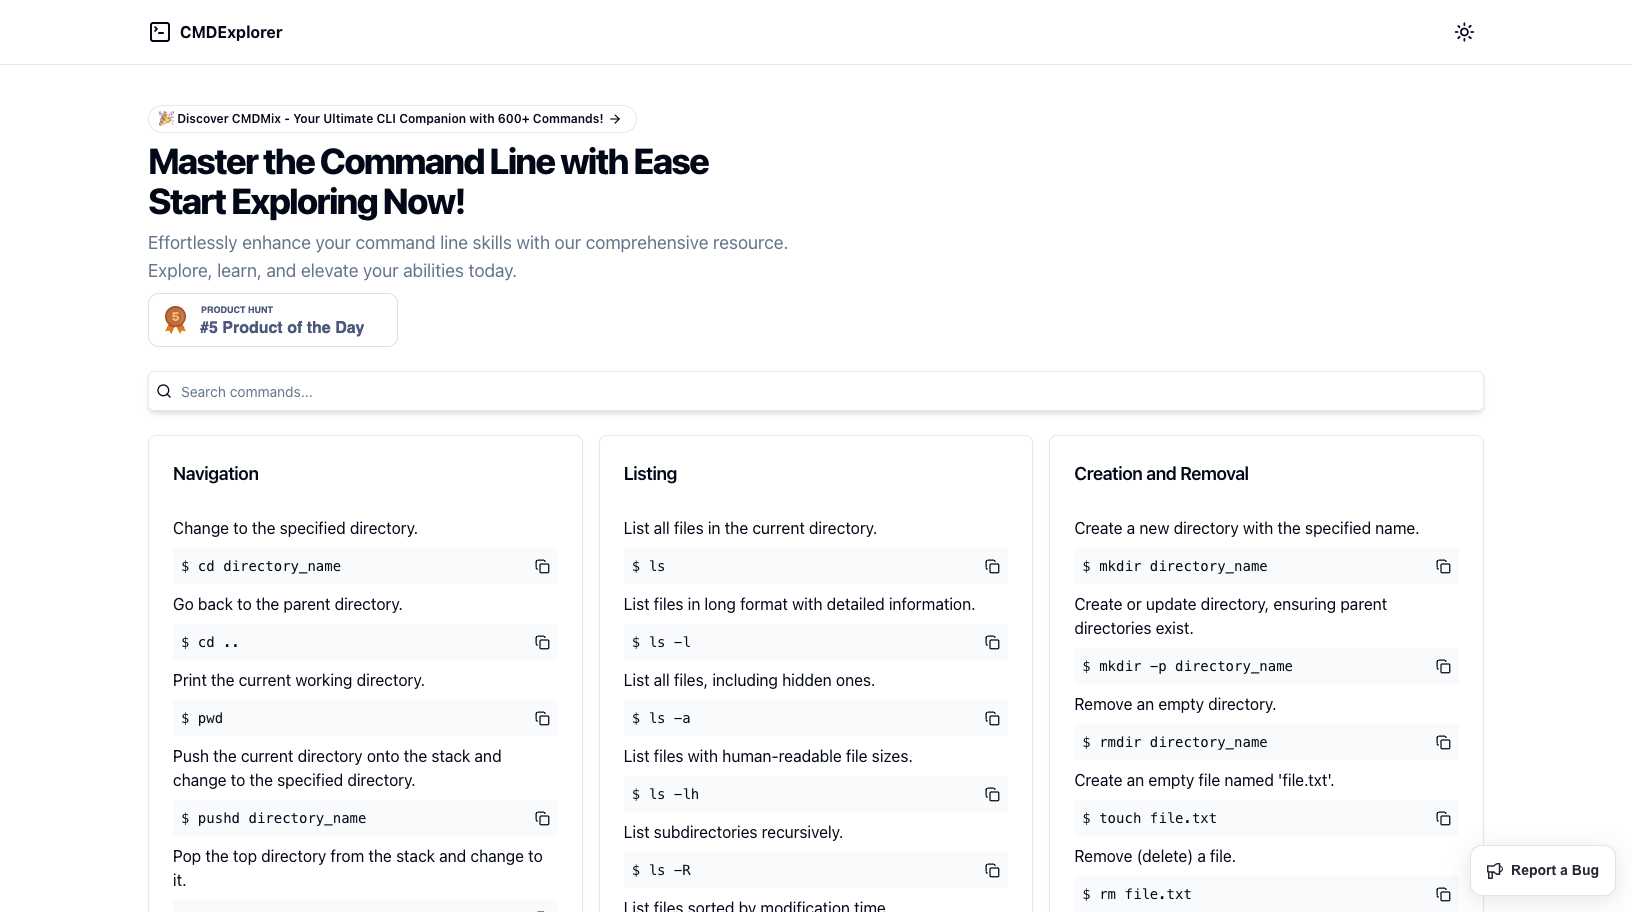 CMDExplorer
🎉 Discover CMDMix - Your Ultimate CLI Companion with 600+ Commands! →
Master the Command Line with Ease
Start Exploring Now!
Effortlessly enhance your command line skills with our comprehensive resource.
Explore, learn, and elevate your abilities today.
5
PRODUCT HUNT
#5 Product of the Day
Search commands...
Navigation
Change to the specified directory.
$ cd directory_name
Go back to the parent directory.
$ cd ..
Print the current working directory.
$ pwd
Push the current directory onto the stack and
change to the specified directory.
$ pushd directory_name
Pop the top directory from the stack and change to
it.
Listing
List all files in the current directory.
$ ls
List files in long format with detailed information.
$ ls -l
List all files, including hidden ones.
$ ls -a
List files with human-readable file sizes.
$ ls -lh
List subdirectories recursively.
$ ls -R
List files sorted by modification time
Creation and Removal
Create a new directory with the specified name.
$ mkdir directory_name
Create or update directory, ensuring parent
directories exist.
$ mkdir -p directory_name
Remove an empty directory.
$ rmdir directory_name
Create an empty file named 'file.txt'.
$ touch file.txt
Remove (delete) a file.
$ rm file.txt
Report a Bug